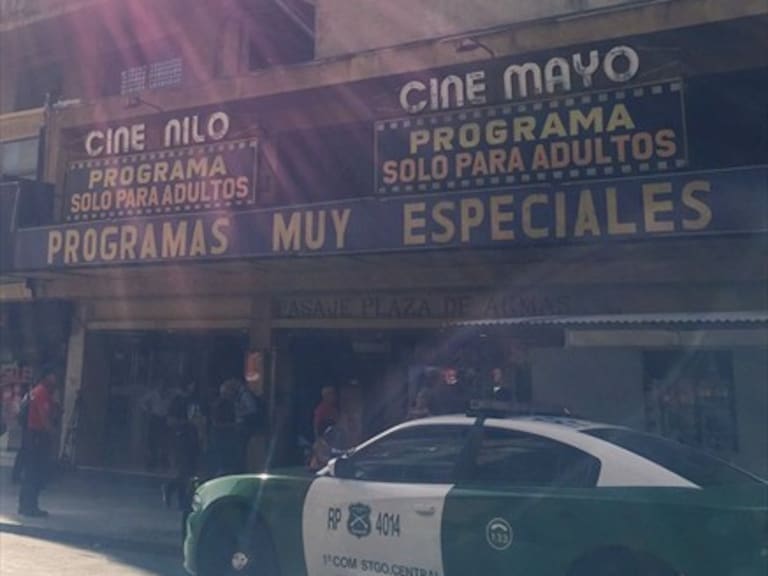 CINE NILO
PROGRAMA
SOLO PARA ADULTOS
CINE MAYO
PROGRAMA
SOLO PARA ADULTOS
PROGRAMAS MUY ESPECIALES
PASAJE PLAZA DE ARMAS
RP 4014
133
1ª COM STGO. CENTRAL